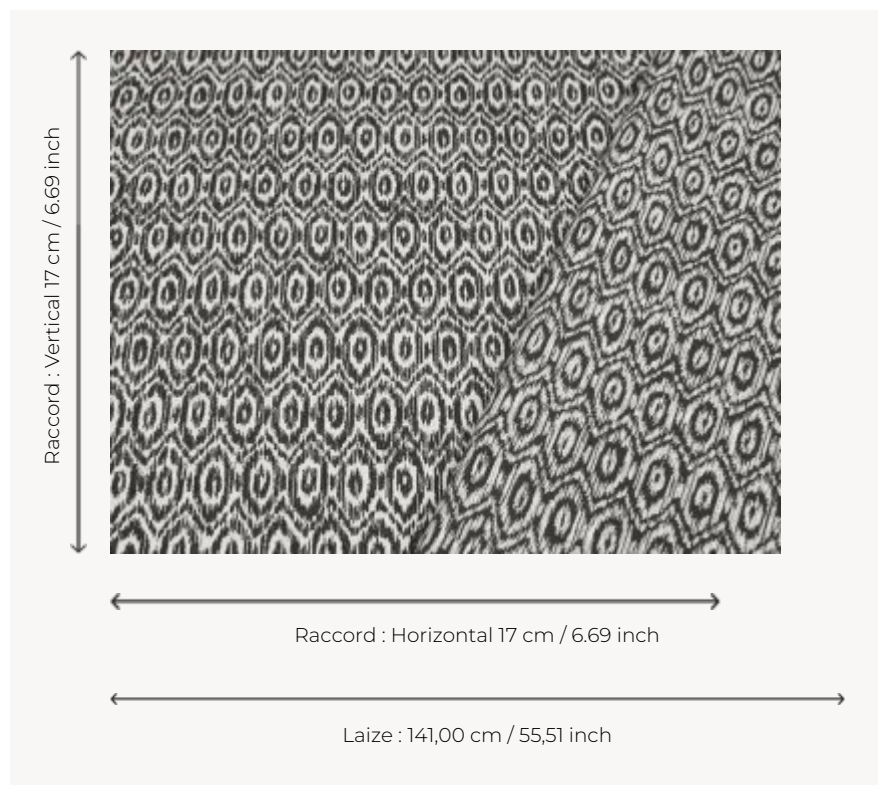 Raccord : Vertical 17 cm / 6.69 inch
Raccord : Horizontal 17 cm / 6.69 inch
Laize : 141,00 cm / 55,51 inch